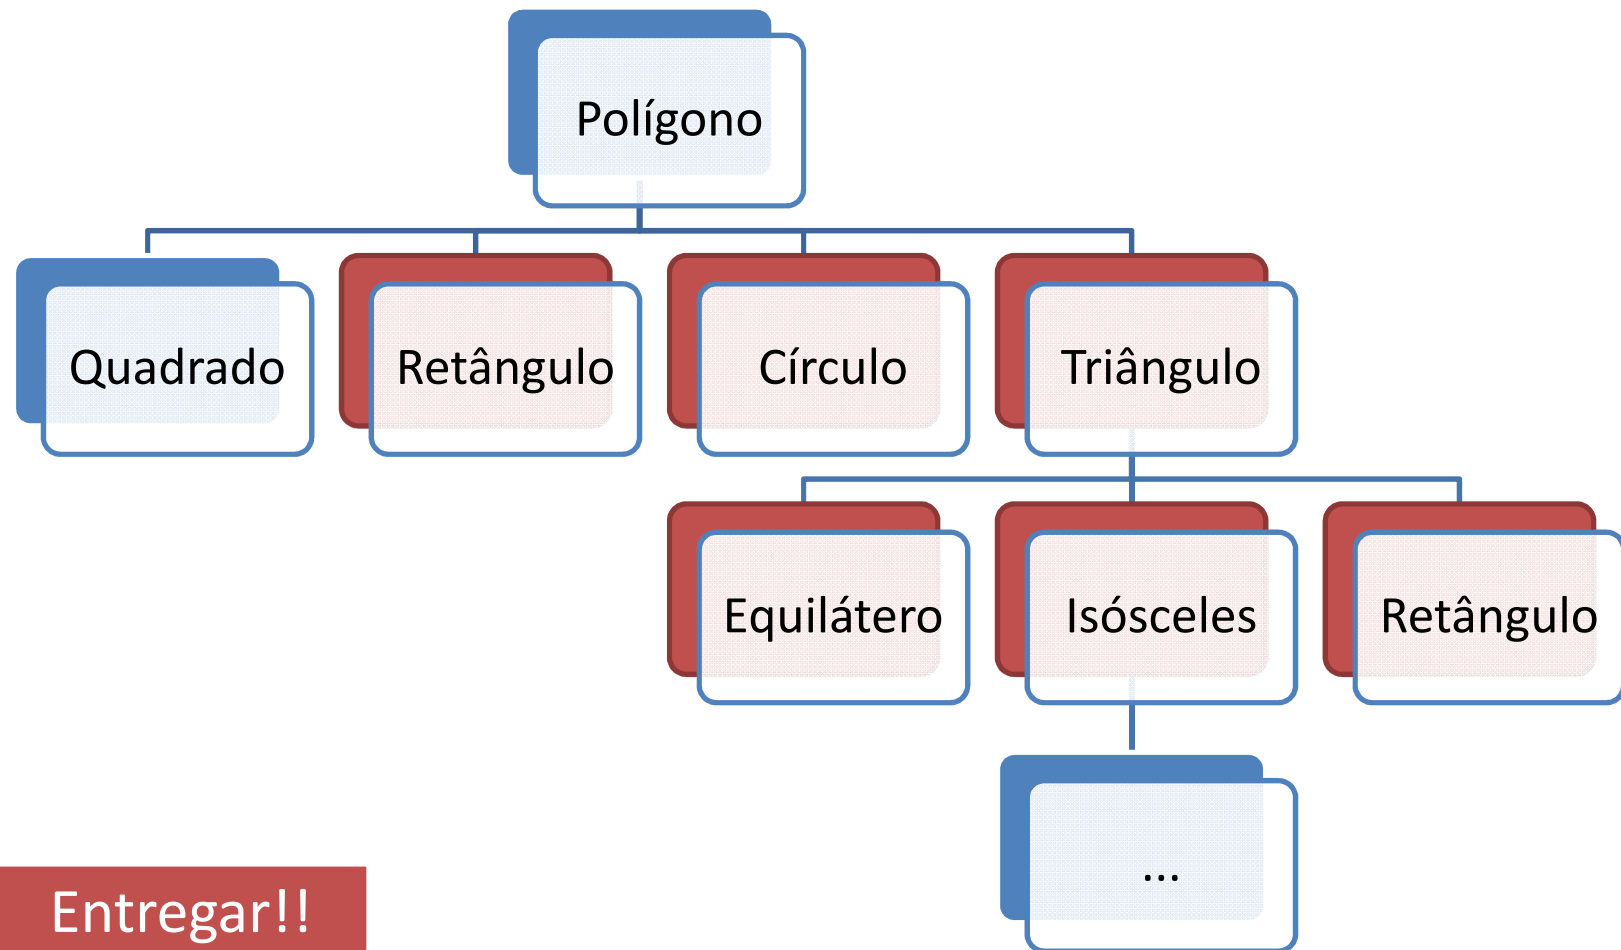 Polígono
Quadrado
Retângulo
Círculo
Triângulo
Equilátero
Isósceles
Retângulo
...
Entregar!!